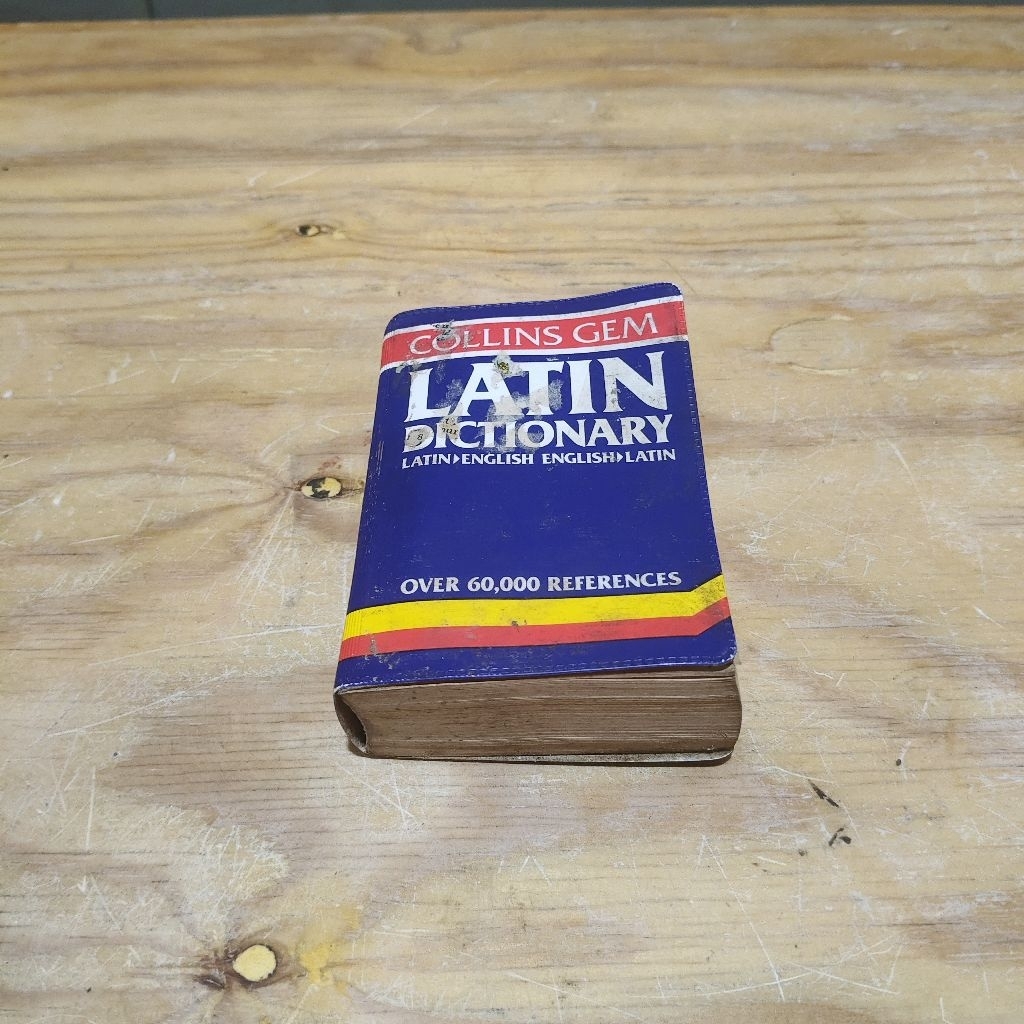 COLLINS GEM
LATIN
DICTIONARY
LATIN▸ENGLISH ENGLISH▸LATIN
OVER 60,000 REFERENCES